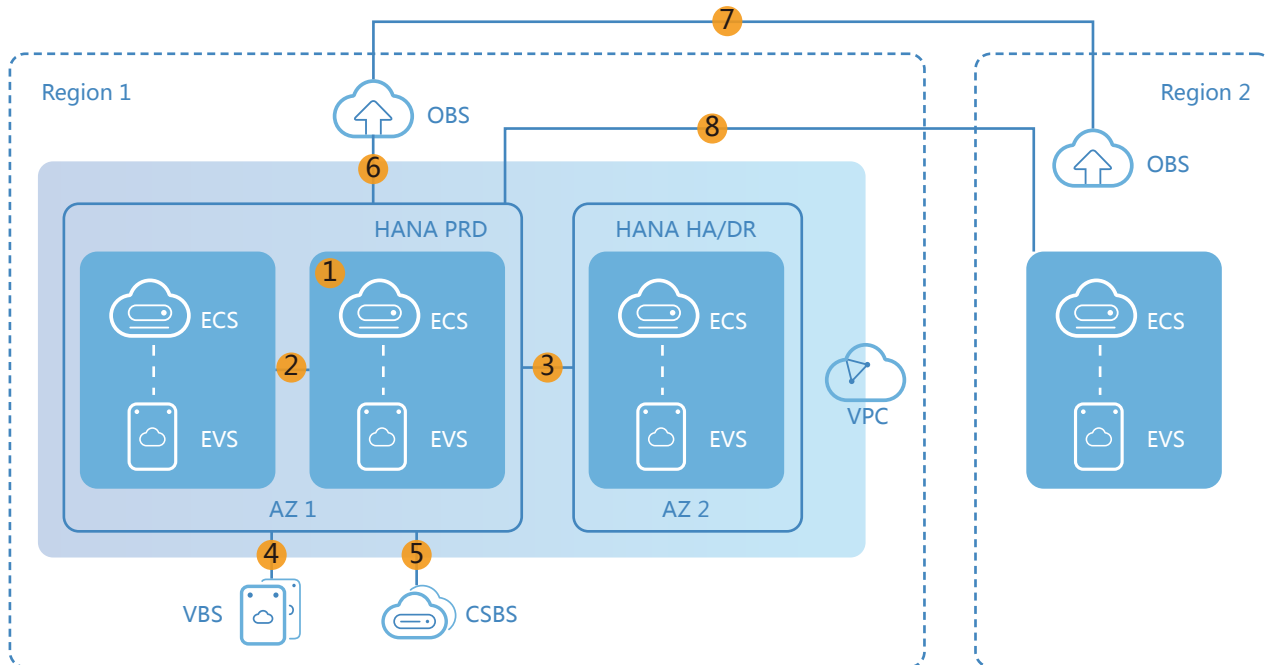 7
Region 1
Region 2
OBS
8
OBS
6
HANA PRD
HANA HA/DR
1
ECS
ECS
ECS
ECS
2
3
VPC
EVS
EVS
EVS
EVS
AZ 1
AZ 2
4
5
VBS
CSBS